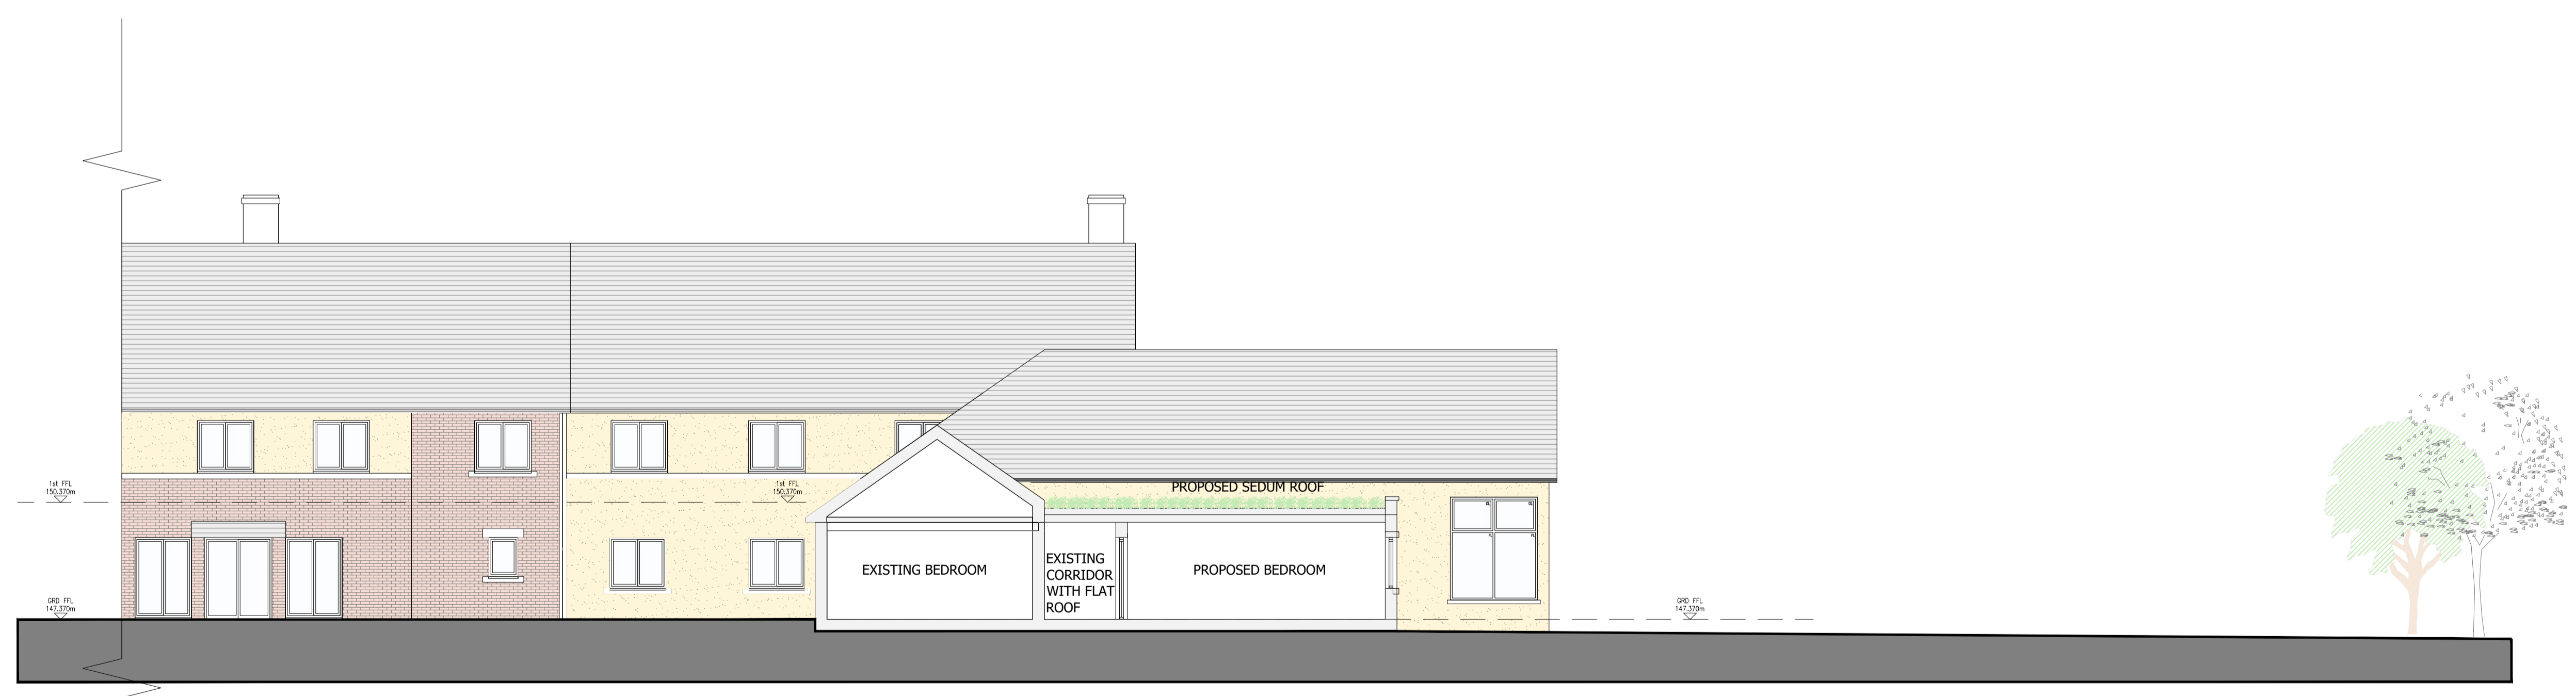 1st FFL
150.370m
1st FFL
150.370m
PROPOSED SEDUM ROOF
EXISTING BEDROOM
EXISTING
CORRIDOR
WITH FLAT
ROOF
PROPOSED BEDROOM
GRD FFL
147.370m
GRD FFL
147.370m